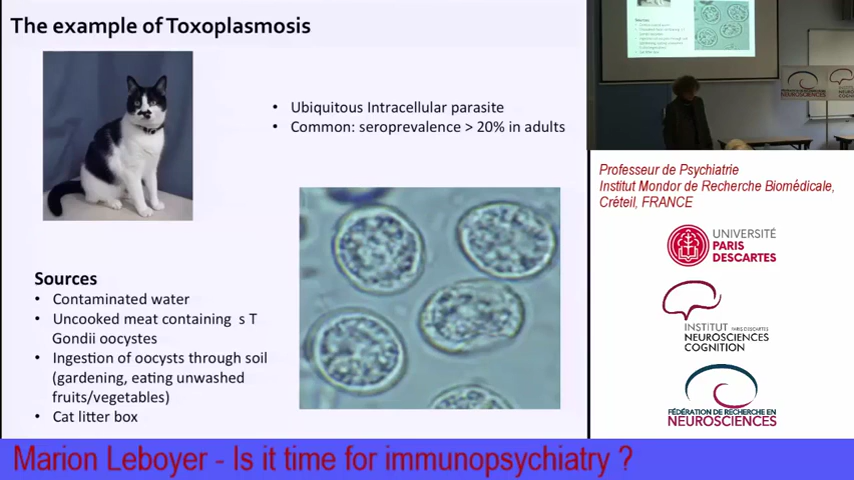 The example of Toxoplasmosis
• Ubiquitous Intracellular parasite
• Common: seroprevalence > 20% in adults
Sources
• Contaminated water
• Uncooked meat containing  s T
Gondii oocystes
• Ingestion of oocysts through soil
(gardening, eating unwashed
fruits/vegetables)
• Cat litter box
NEUROSCIENCES
Professeur de Psychiatrie
Institut Mondor de Recherche Biomédicale,
Créteil, FRANCE
UNIVERSITÉ
PARIS
DESCARTES
INSTITUT PARIS DESCARTES
NEUROSCIENCES
COGNITION
FÉDÉRATION DE RECHERCHE EN
NEUROSCIENCES
Marion Leboyer - Is it time for immunopsychiatry ?